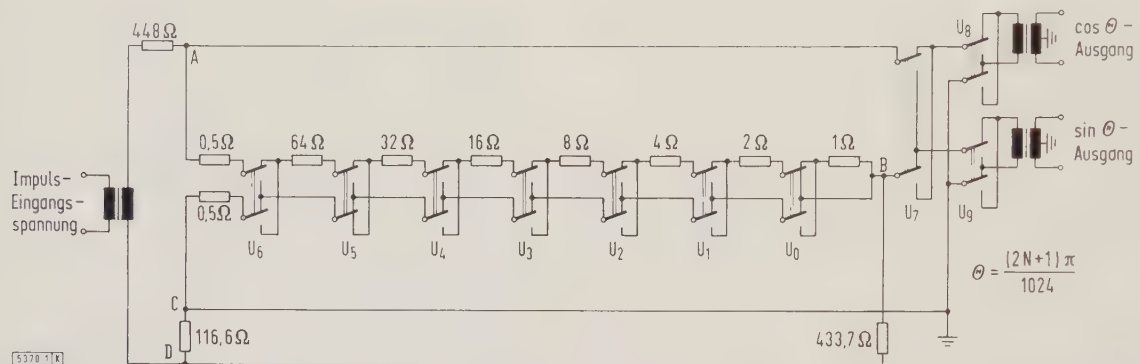 448Ω
A
U₈
cos Θ –
Ausgang
0,5Ω
64Ω
32Ω
16Ω
8Ω
4Ω
2Ω
1Ω
B
sin Θ –
Ausgang
Impuls-
Eingangs-
spannung
0,5Ω
U₆
U₅
U₄
U₃
U₂
U₁
U₀
U₇
U₉
Θ = (2N+1) π
1024
C
116,6Ω
433,7Ω
D
5370 1 K